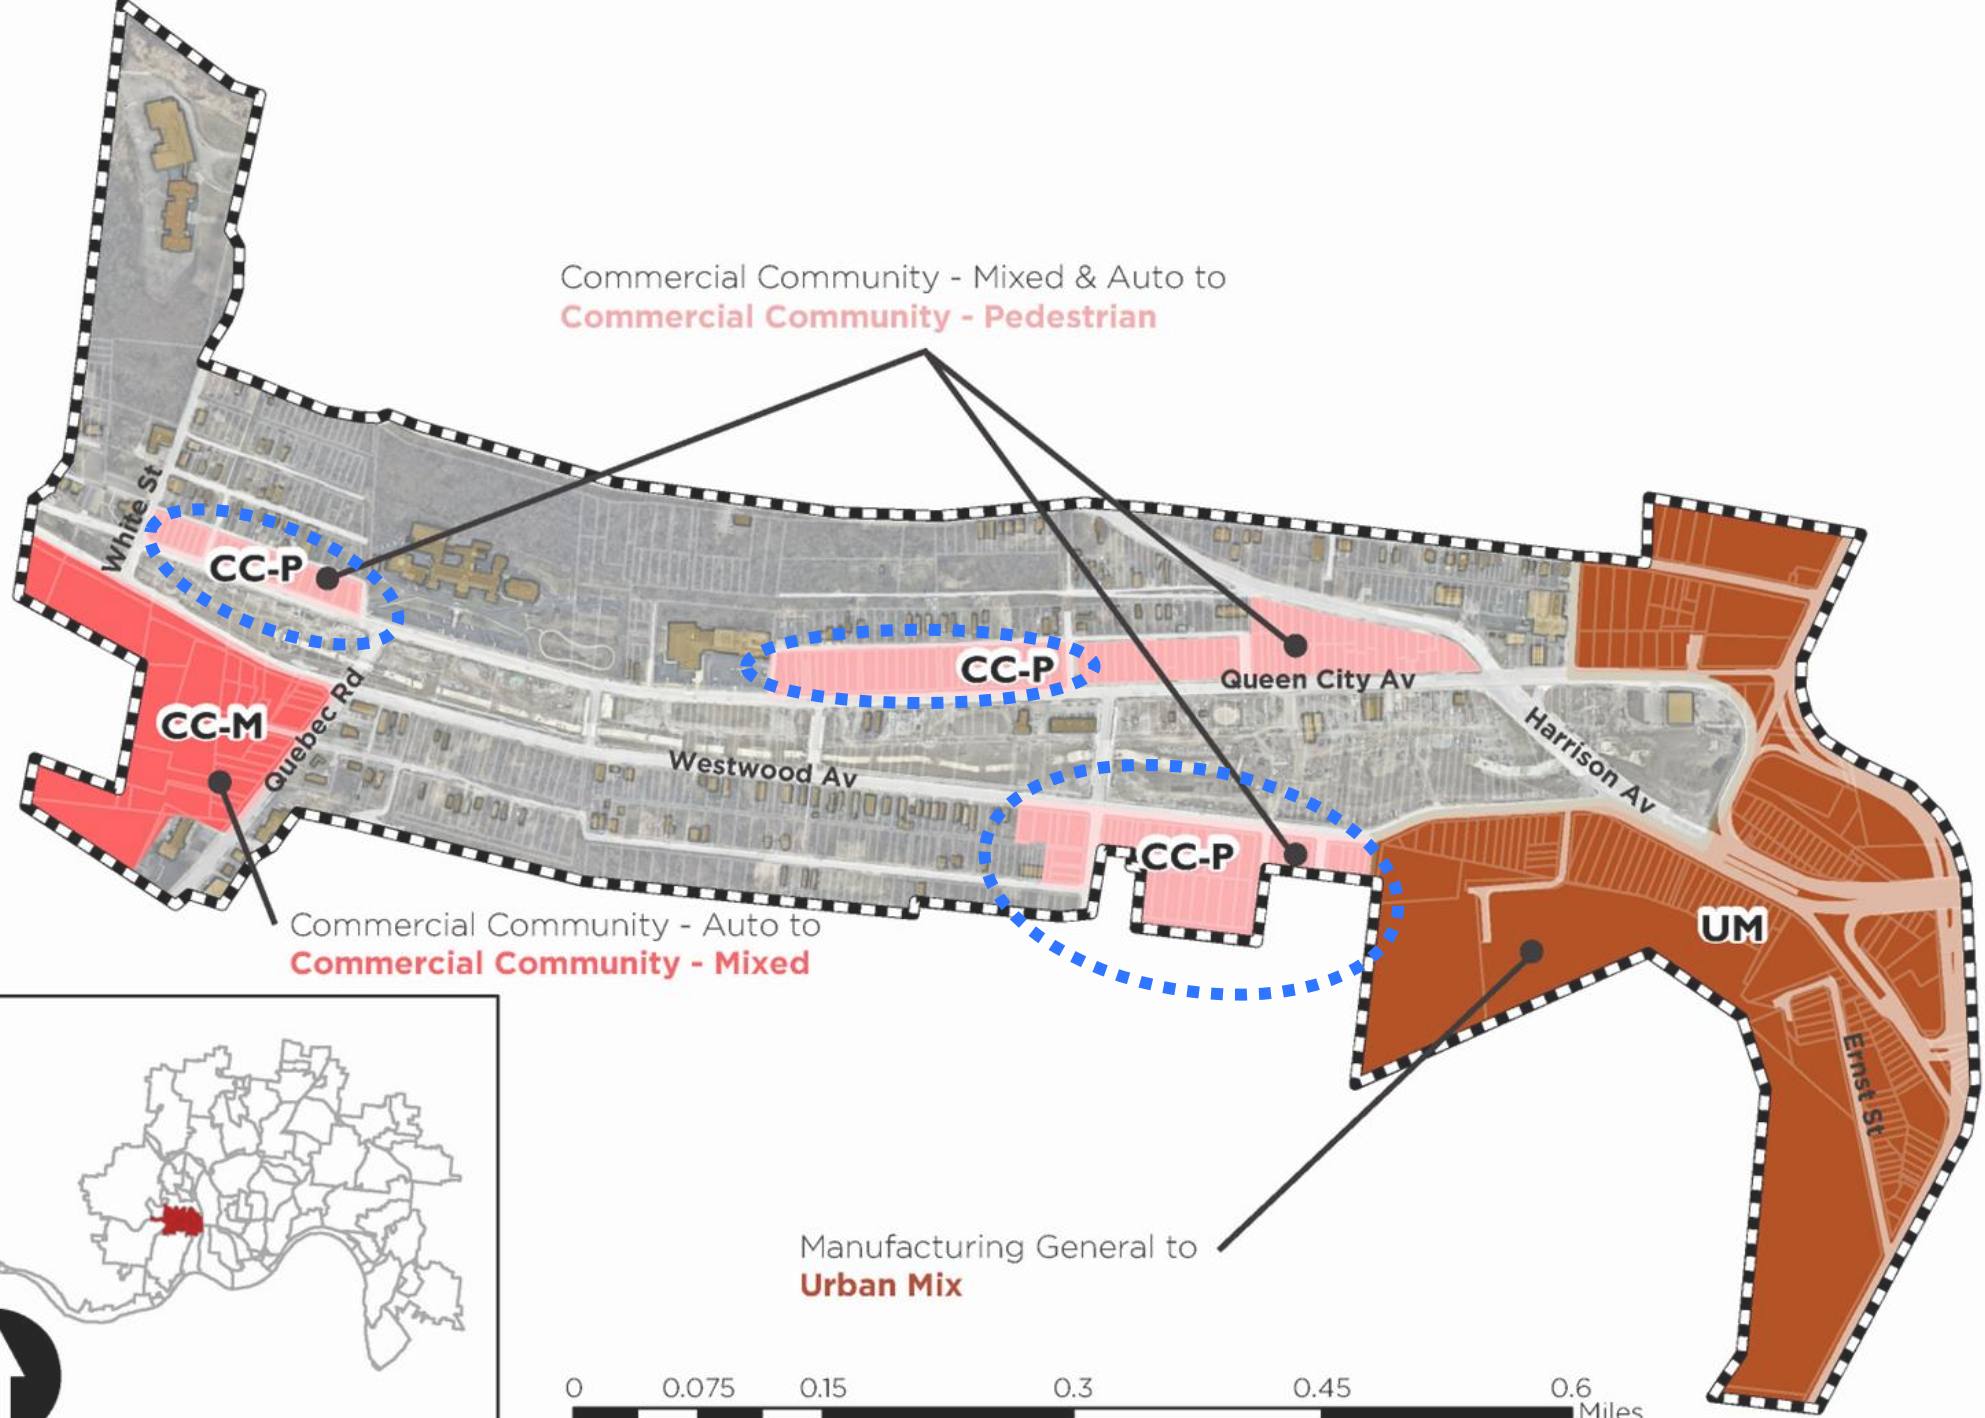 Commercial Community - Mixed & Auto to
Commercial Community - Pedestrian
White St
CC-P
CC-P
Queen City Av
CC-M
Quebec Rd
Westwood Av
Harrison Av
CC-P
UM
Commercial Community - Auto to
Commercial Community - Mixed
Ernst St
Manufacturing General to
Urban Mix
0 0.075 0.15 0.3 0.45 0.6
Miles